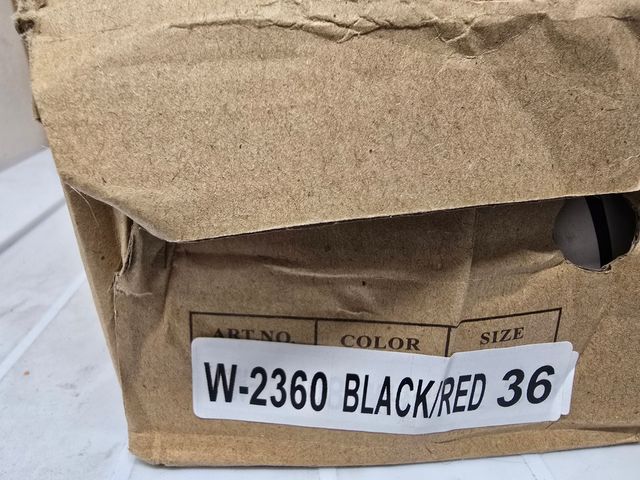 ART.NO. COLOR SIZE
W-2360 BLACK/RED 36